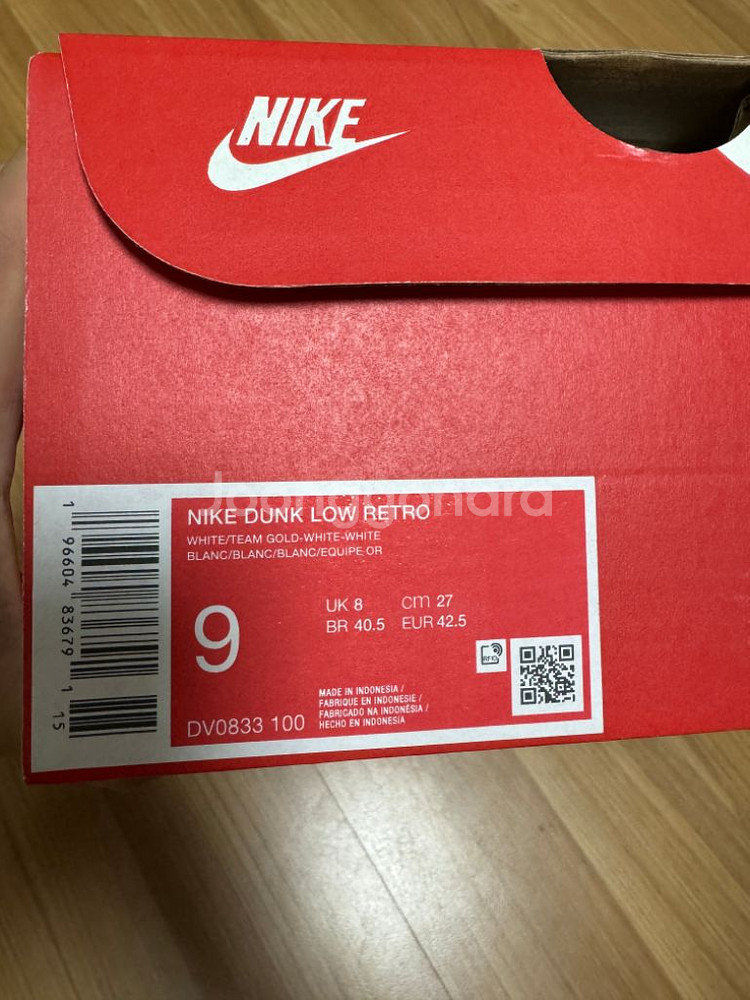 NIKE
Joonggonara
NIKE DUNK LOW RETRO
WHITE/TEAM GOLD-WHITE-WHITE
BLANC/BLANC/BLANC/EQUIPE OR
9
UK 8 cm 27
BR 40.5 EUR 42.5
RFID
MADE IN INDONESIA /
FABRIQUE EN INDONESIE /
FABRICADO NA INDONÉSIA /
HECHO EN INDONESIA
DV0833 100
1 96604 83679 1 15